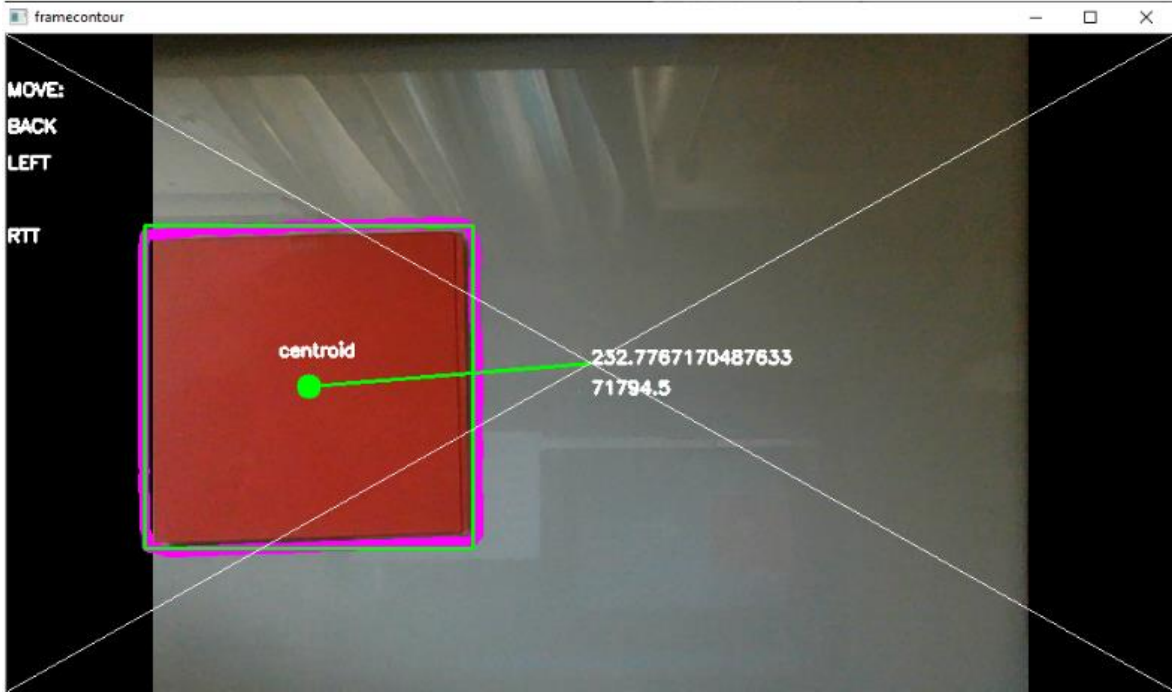 framecontour
MOVE:
BACK
LEFT
RTT
centroid
232.7767170487633
71794.5